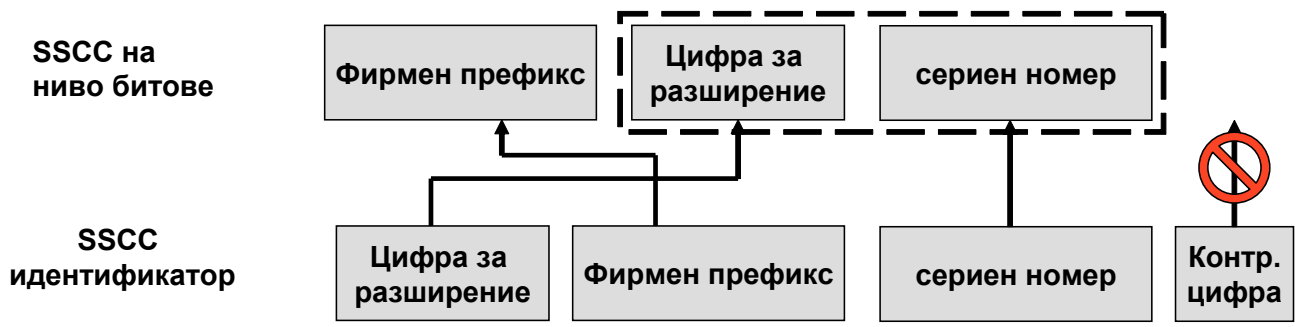 SSCC на
ниво битове
Фирмен префикс
Цифра за
разширение
сериен номер
SSCC
идентификатор
Цифра за
разширение
Фирмен префикс
сериен номер
Контр.
цифра